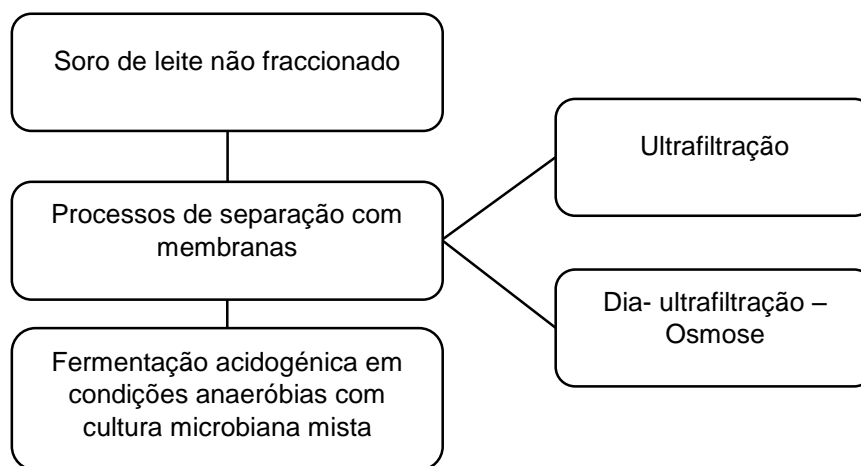 Soro de leite não fraccionado
Ultrafiltração
Processos de separação com
membranas
Dia- ultrafiltração –
Osmose
Fermentação acidogénica em
condições anaeróbias com
cultura microbiana mista